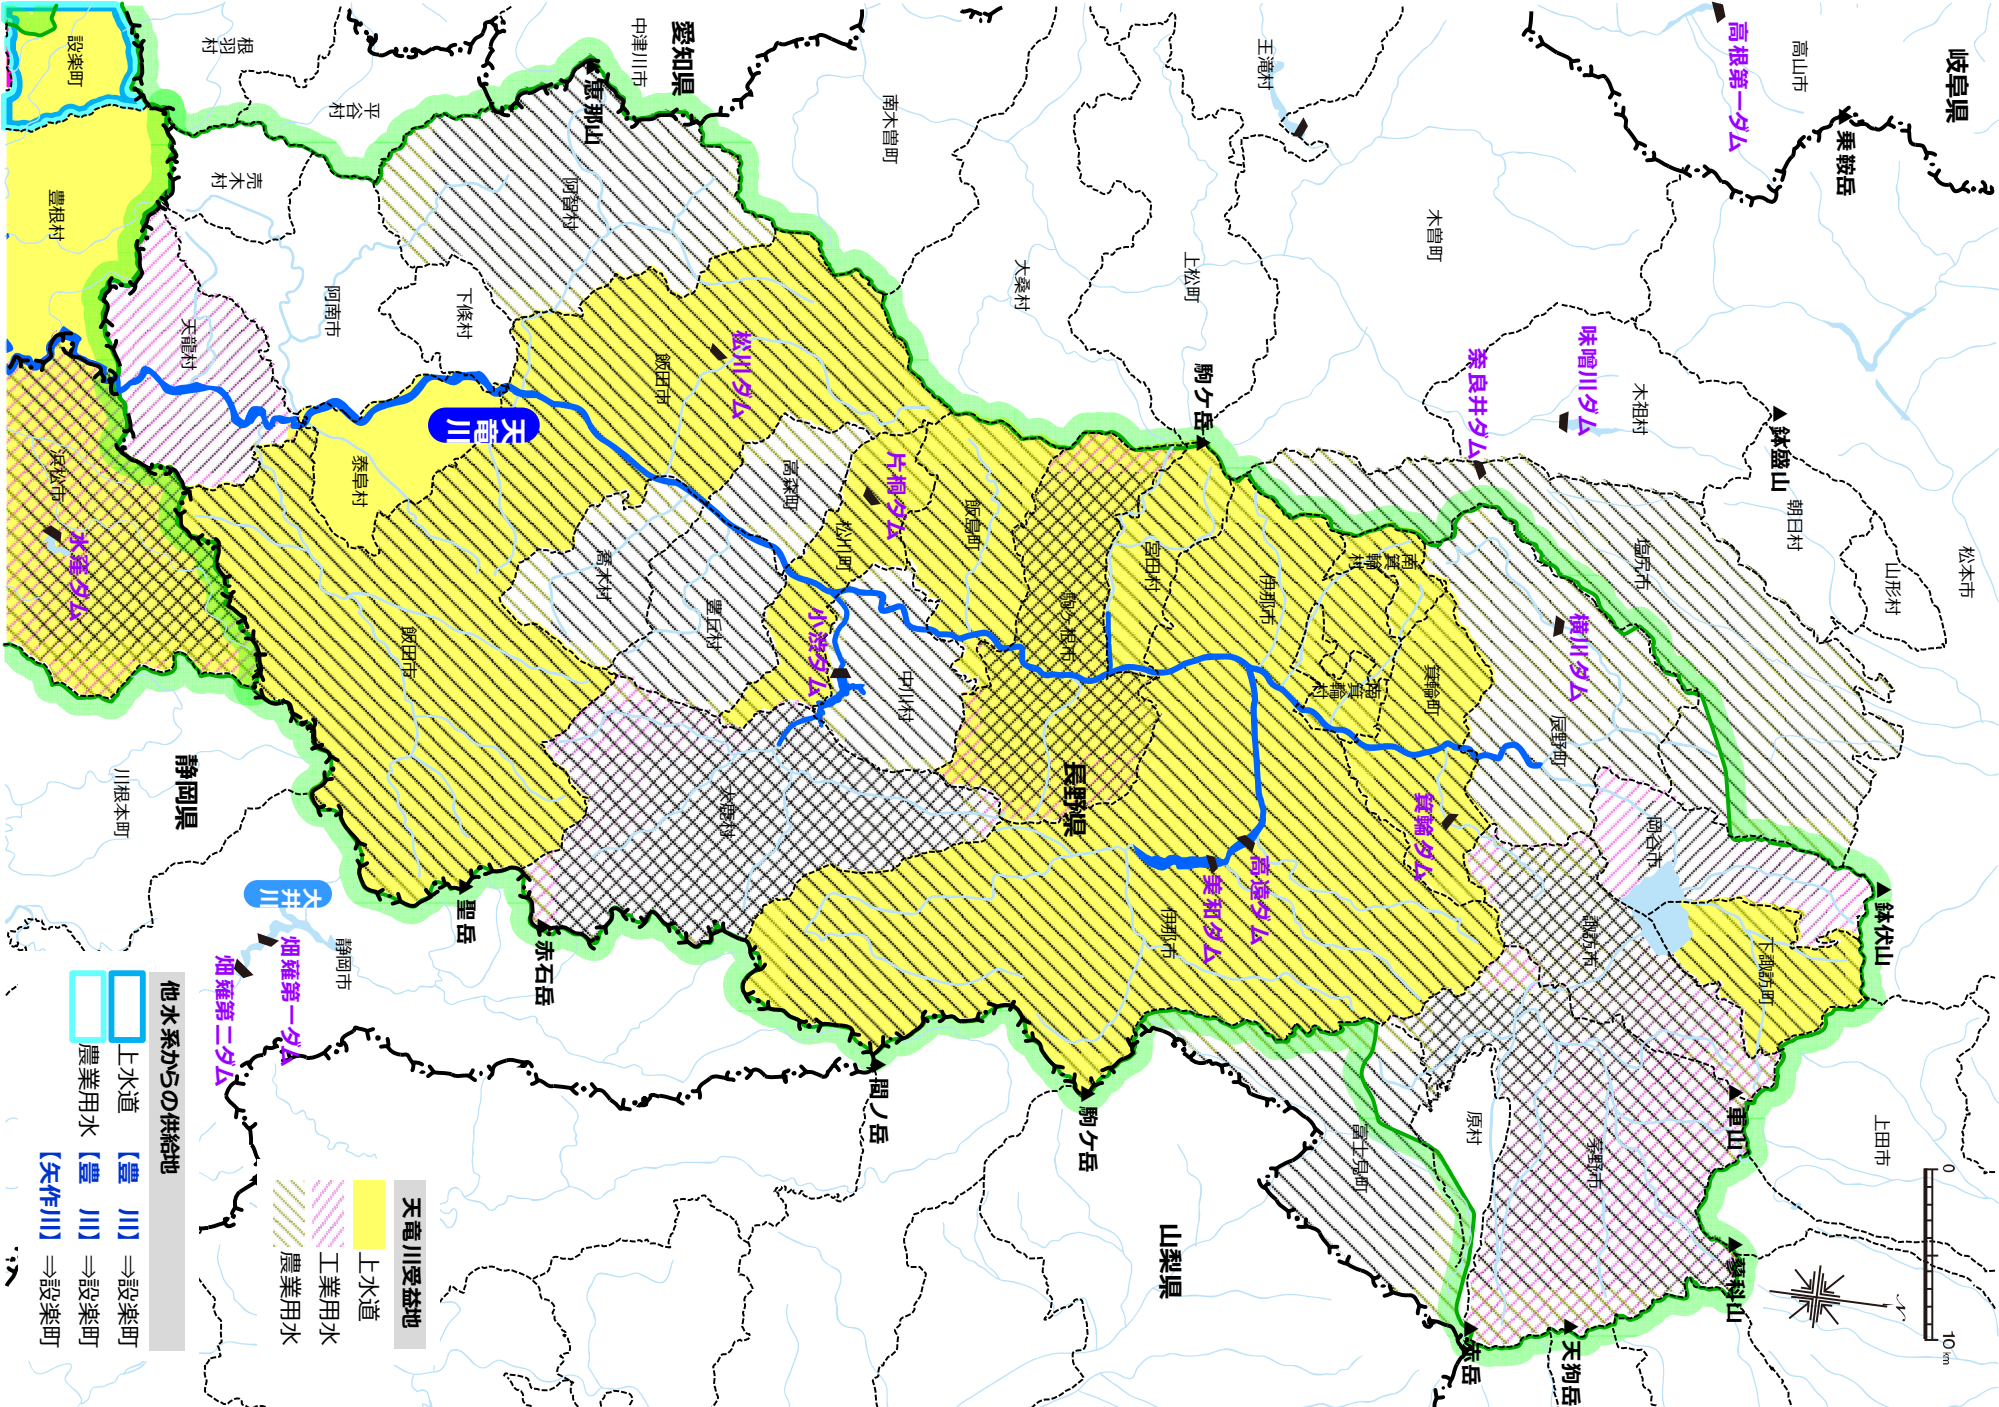 岐阜県
高山市
乗鞍岳
高根第一ダム
王滝村
木曽町
南木曽町
大桑村
上松町
愛知県
中津川市
恵那山
平谷村
根羽村
設楽町
豊根村
売木村
阿智村
下條村
阿南市
天龍村
天竜川
泰阜村
浜松市
水窪ダム
飯田市
松川ダム
高森町
喬木村
豊丘村
松川町
片桐ダム
飯島町
小渋ダム
中川村
駒ケ岳
駒ケ根市
宮田村
伊那市
南箕輪村
南箕輪村
箕輪町
味噌川ダム
奈良井ダム
木祖村
鉢盛山
朝日村
山形村
松本市
塩尻市
横川ダム
辰野町
岡谷市
箕輪ダム
長野県
大鹿村
飯田市
高遠ダム
美和ダム
伊那市
諏訪市
下諏訪町
鉢伏山
車山
茅野市
原村
富士見町
上田市
蓼科山
天狗岳
赤岳
山梨県
駒ケ岳
間ノ岳
赤石岳
聖岳
静岡県
川根本町
大井川
静岡市
畑薙第一ダム
畑薙第二ダム
0
10
km
N
天竜川受益地
上水道
工業用水
農業用水
他水系からの供給地
上水道 【豊 川】 ⇒設楽町
農業用水 【豊 川】 ⇒設楽町
【矢作川】 ⇒設楽町